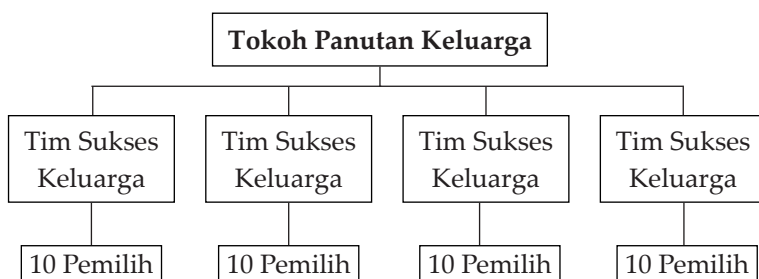 Tokoh Panutan Keluarga
Tim Sukses
Keluarga
Tim Sukses
Keluarga
Tim Sukses
Keluarga
Tim Sukses
Keluarga
10 Pemilih
10 Pemilih
10 Pemilih
10 Pemilih